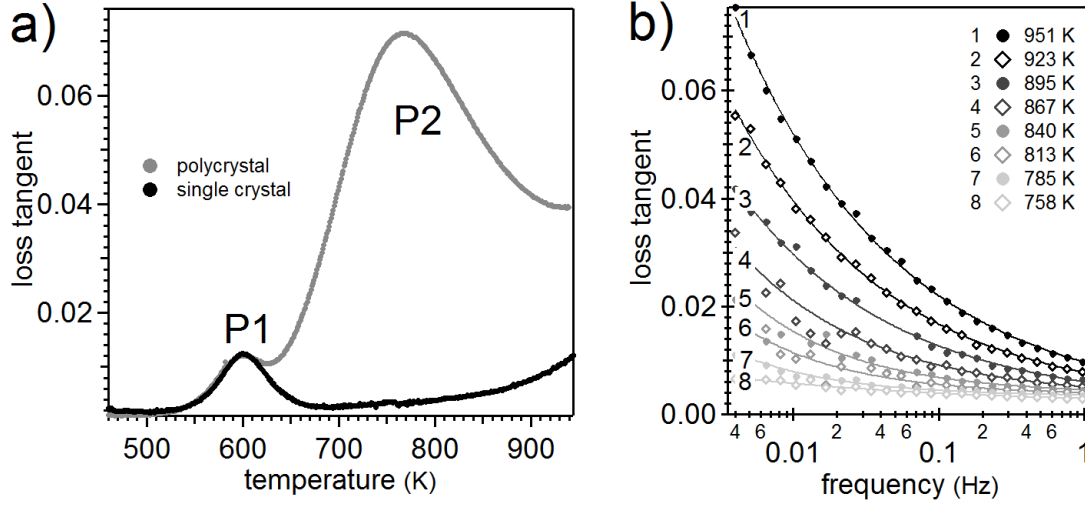 a)
loss tangent
0.06
0.04
0.02
P1
P2
polycrystal
single crystal
500
600
700
800
900
temperature (K)
b)
loss tangent
0.06
0.04
0.02
0.00
1
2
3
4
5
6
7
8
1 951 K
2 923 K
3 895 K
4 867 K
5 840 K
6 813 K
7 785 K
8 758 K
4 6 0.01 2 4 6 0.1 2 4 6 1
frequency (Hz)